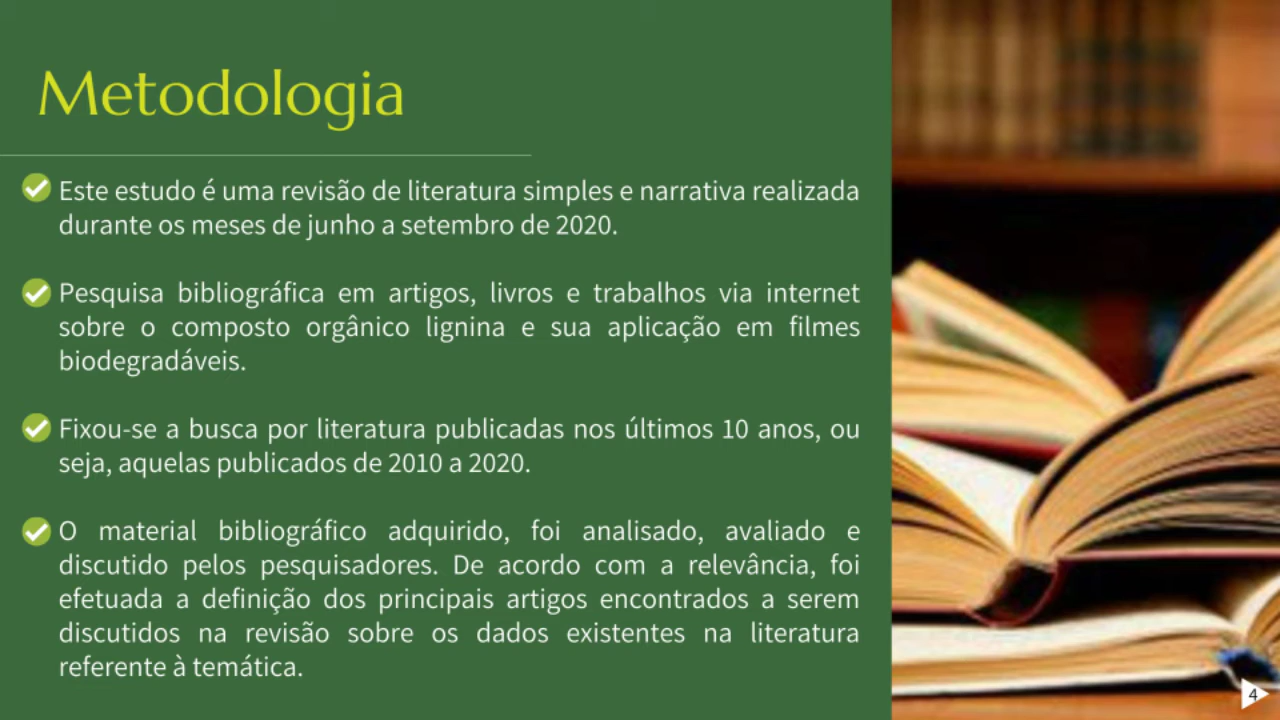 Metodologia
Este estudo é uma revisão de literatura simples e narrativa realizada
durante os meses de junho a setembro de 2020.
Pesquisa bibliográfica em artigos, livros e trabalhos via internet
sobre o composto orgânico lignina e sua aplicação em filmes
biodegradáveis.
Fixou-se a busca por literatura publicadas nos últimos 10 anos, ou
seja, aquelas publicados de 2010 a 2020.
O material bibliográfico adquirido, foi analisado, avaliado e
discutido pelos pesquisadores. De acordo com a relevância, foi
efetuada a definição dos principais artigos encontrados a serem
discutidos na revisão sobre os dados existentes na literatura
referente à temática.
4